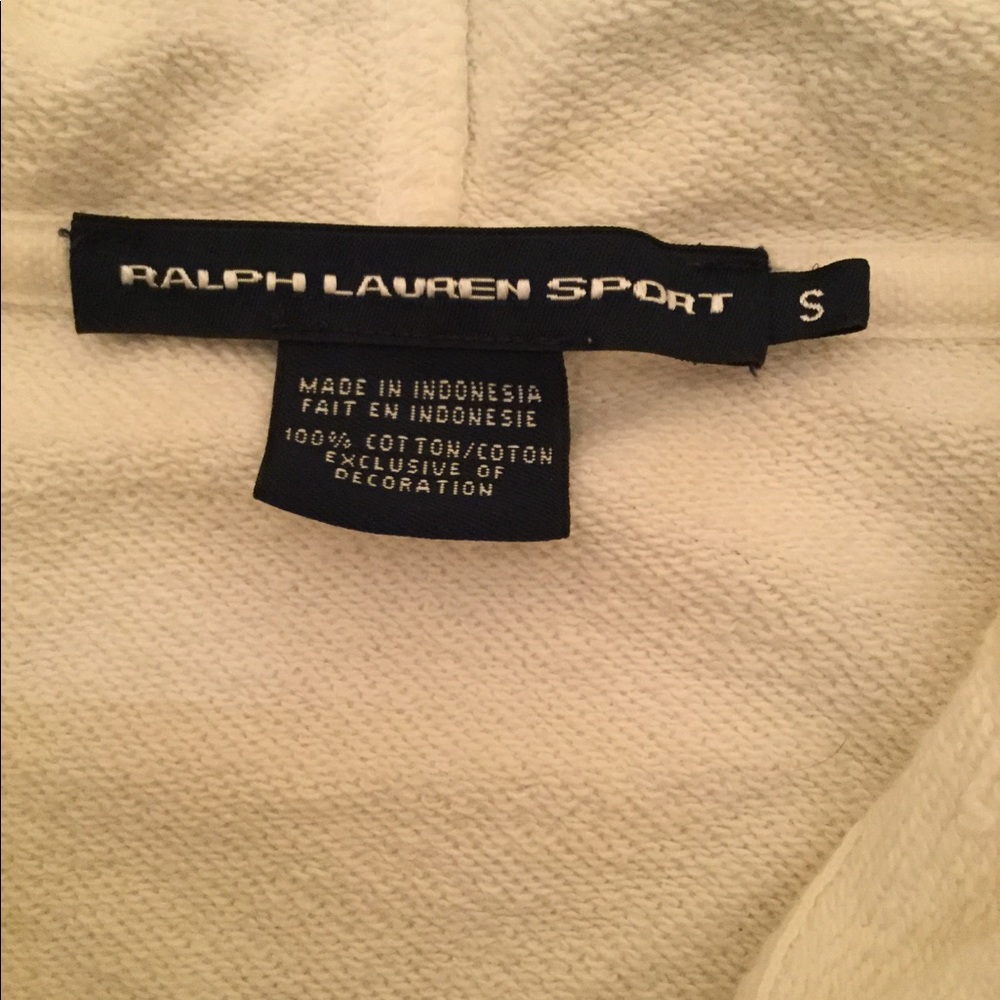 RALPH LAUREN SPORT
S
MADE IN INDONESIA
FAIT EN INDONESIE
100% COTTON/COTON
EXCLUSIVE OF
DECORATION